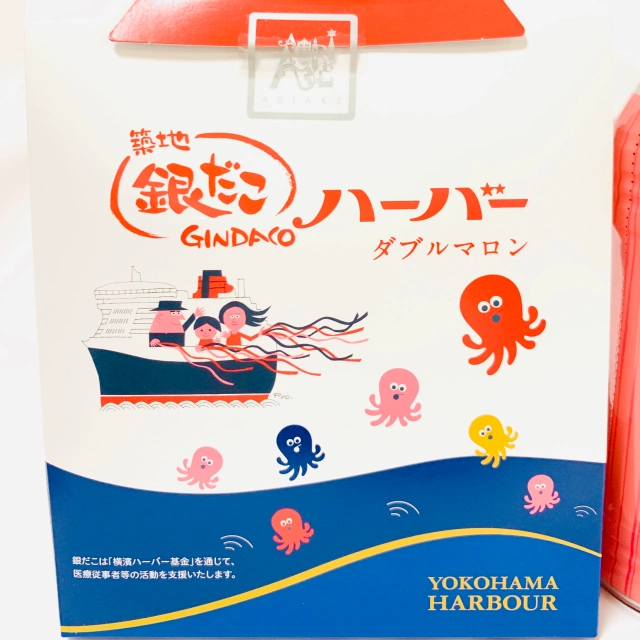 ARIAKE
築地
銀だこ
GINDACO
ハーバー
ダブルマロン
銀だこは「横濱ハーバー基金」を通じて、
医療従事者等の活動を支援いたします。
YOKOHAMA
HARBOUR